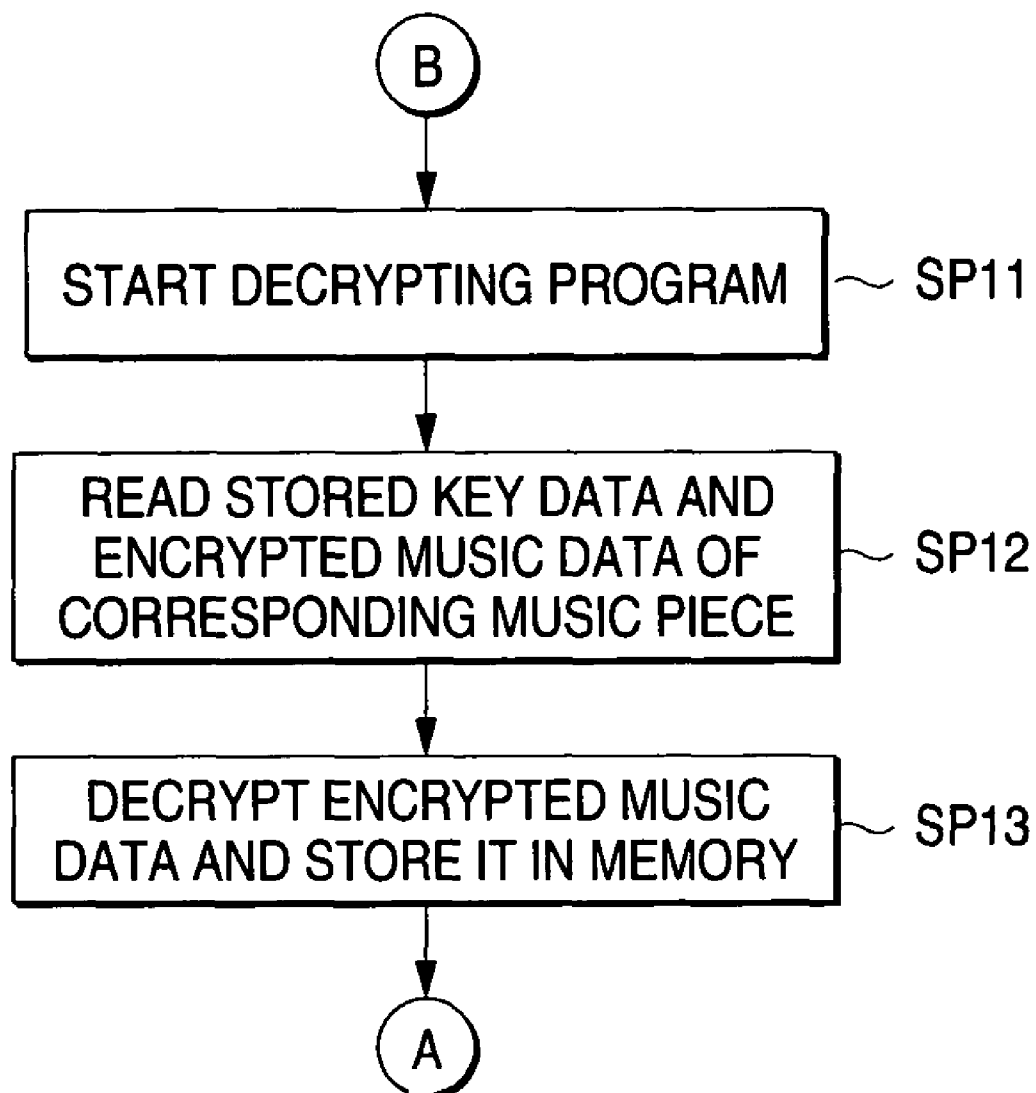 B
START DECRYPTING PROGRAM
SP11
READ STORED KEY DATA AND
ENCRYPTED MUSIC DATA OF
CORRESPONDING MUSIC PIECE
SP12
DECRYPT ENCRYPTED MUSIC
DATA AND STORE IT IN MEMORY
SP13
A